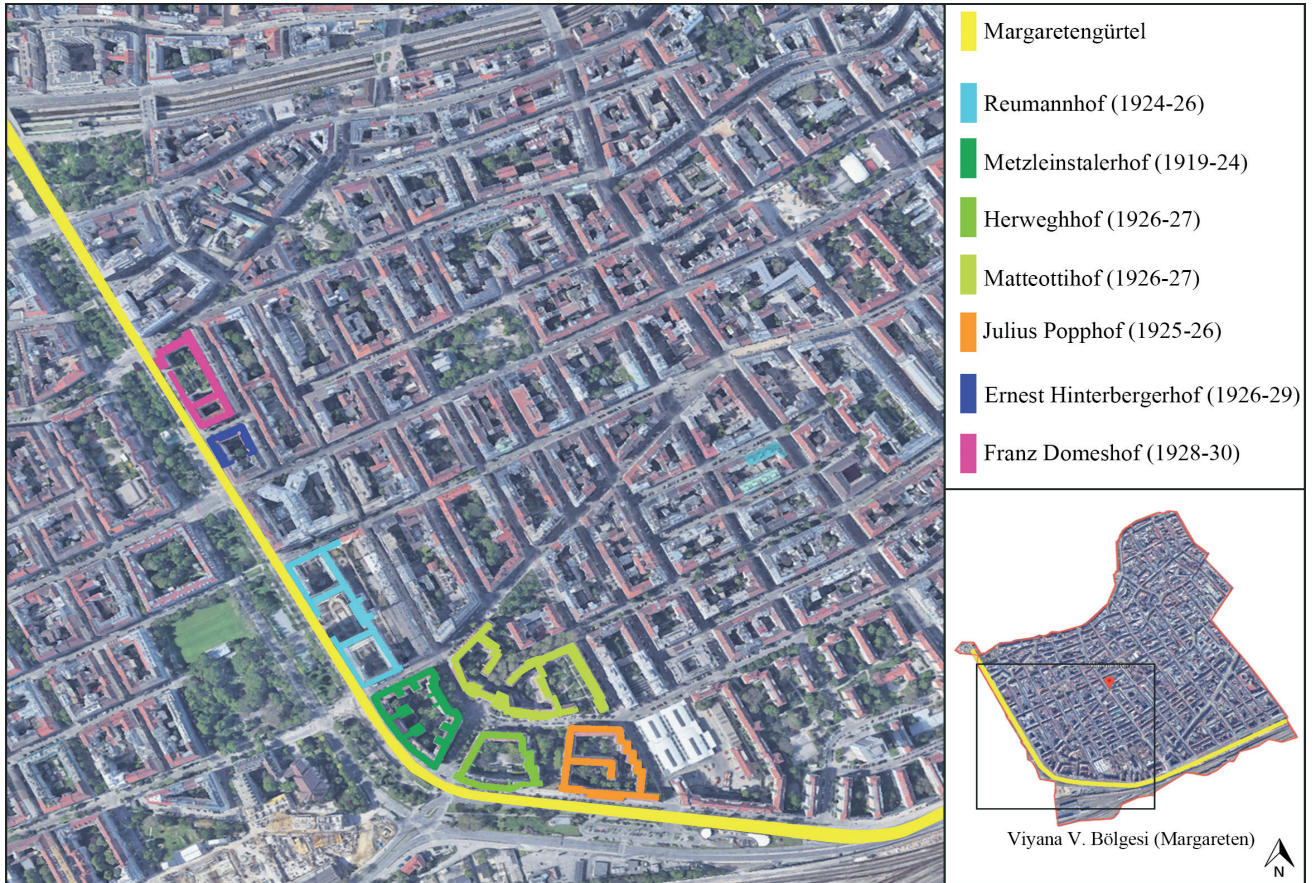 Margaretengürtel
Reumannhof (1924-26)
Metzleinstalerhof (1919-24)
Herweghhof (1926-27)
Matteottihof (1926-27)
Julius Popphof (1925-26)
Ernest Hinterbergerhof (1926-29)
Franz Domeshof (1928-30)
Viyana V. Bölgesi (Margareten)
N